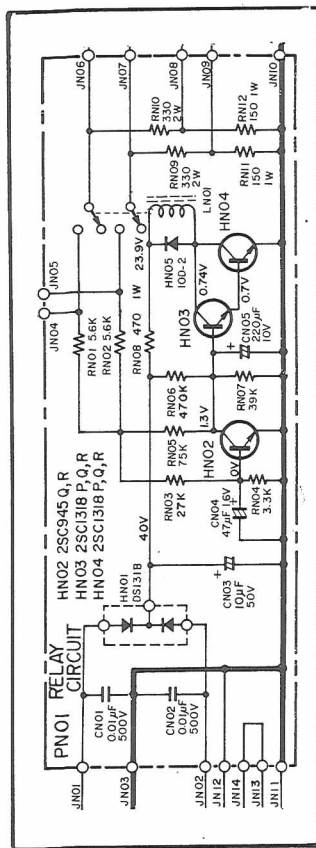 PN01 RELAY
CIRCUIT
HN02 2SC945 Q, R
HN03 2SC1318 P, Q, R
HN04 2SC1318 P, Q, R
JN01
JN03
JN02
JN12
JN14
JN13
JN11
CN01
0.01µF
500V
CN02
0.01µF
500V
HN01
DS131B
40V
CN03
10µF
50V
RN03
27K
CN04
47µF 16V
RN04
3.3K
0V
HN02
RN05
75K
1.3V
RN06
470K
RN07
39K
CN05
220µF
10V
HN03
0.74V
0.7V
HN04
HN05
10D-2
LN01
23.9V
RN08 470 1W
RN01 5.6K
RN02 5.6K
JN04
JN05
RN09
330
2W
RN10
330
2W
RN11
150
1W
RN12
150 1W
JN06
JN07
JN08
JN09
JN10